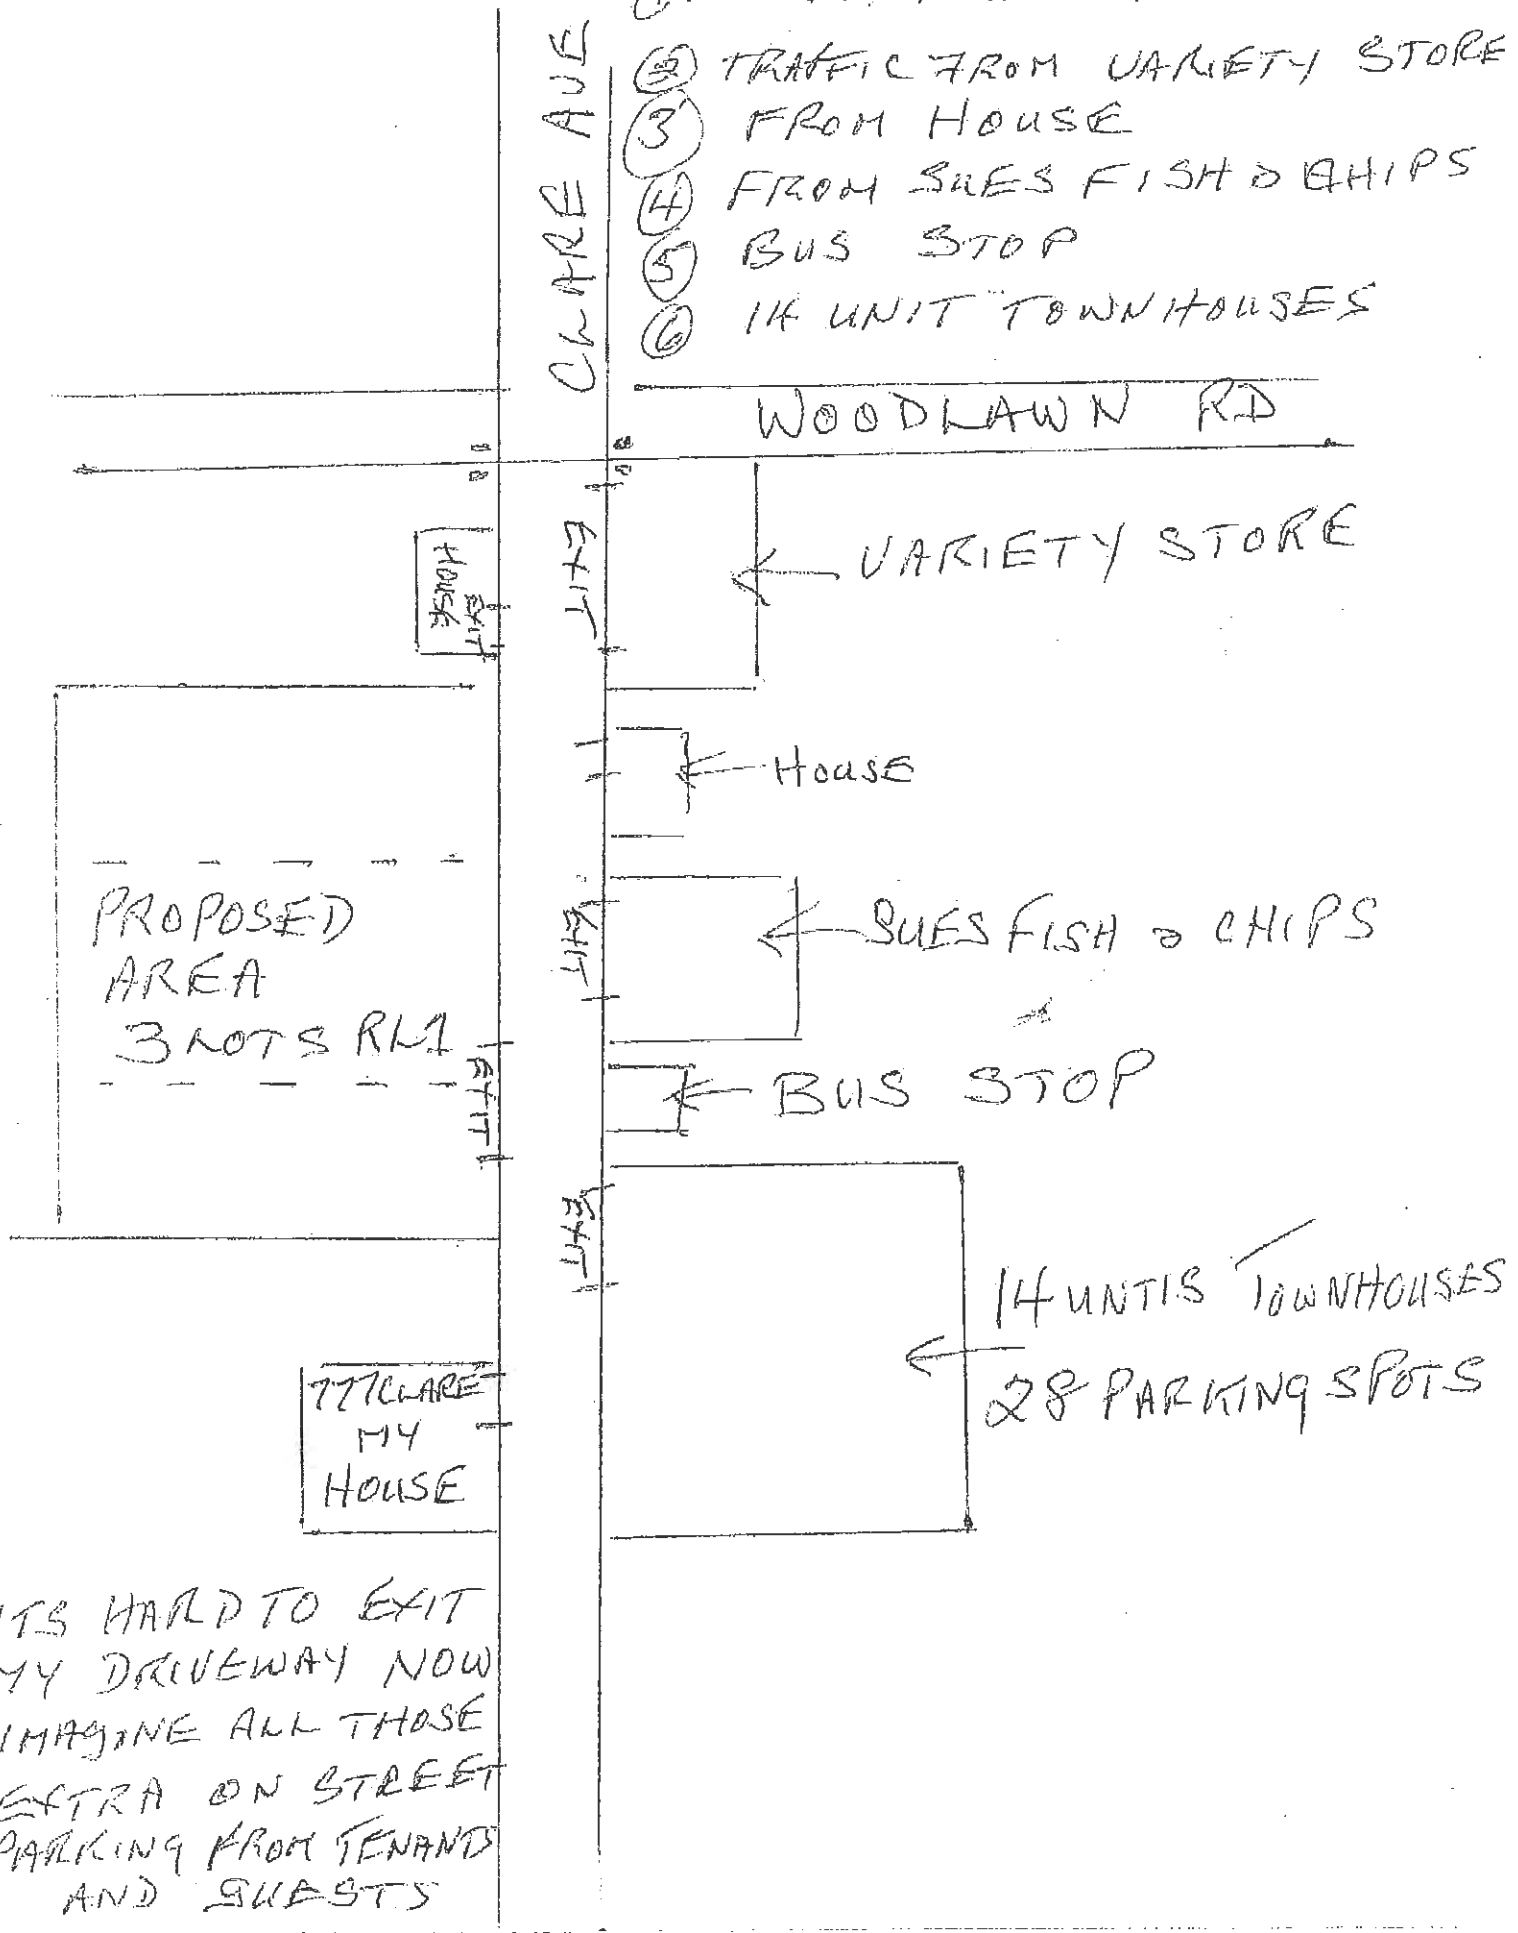 CLARE AVE
② TRAFFIC FROM VARIETY STORE
③ FROM HOUSE
④ FROM SUES FISH & CHIPS
⑤ BUS STOP
⑥ 14 UNIT TOWNHOUSES
WOODLAWN RD
HOUSE
EXIT
EXIT
VARIETY STORE
HOUSE
PROPOSED
AREA
3 LOTS RL1
EXIT
EXIT
SUES FISH & CHIPS
BUS STOP
EXIT
14 UNTIS TOWNHOUSES
28 PARKING SPOTS
777 CLARE
MY
HOUSE
ITS HARD TO EXIT
MY DRIVEWAY NOW
IMAGINE ALL THOSE
EXTRA ON STREET
PARKING FROM TENANTS
AND GUESTS